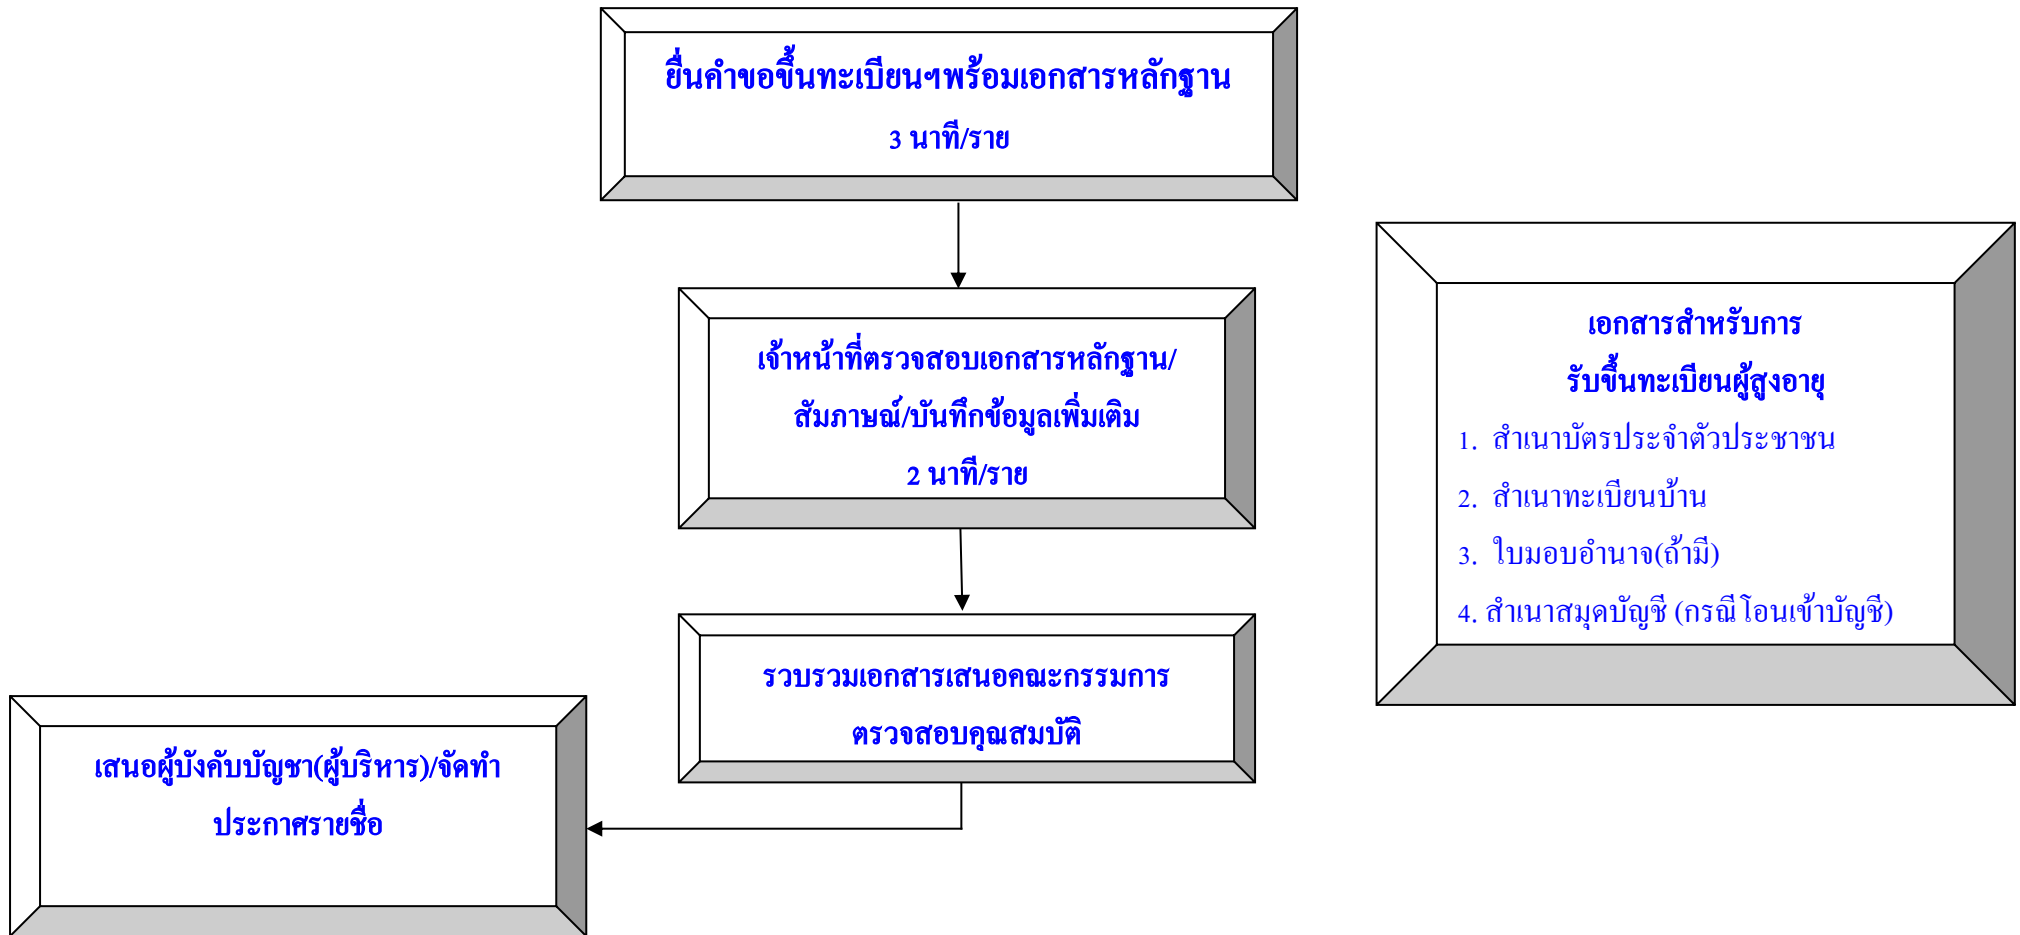 ยื่นคำขอขึ้นทะเบียนฯพร้อมเอกสารหลักฐาน
3 นาที/ราย
เจ้าหน้าที่ตรวจสอบเอกสารหลักฐาน/
สัมภาษณ์/บันทึกข้อมูลเพิ่มเติม
2 นาที/ราย
รวบรวมเอกสารเสนอคณะกรรมการ
ตรวจสอบคุณสมบัติ
เสนอผู้บังคับบัญชา(ผู้บริหาร)/จัดทำ
ประกาศรายชื่อ
เอกสารสำหรับการ
รับขึ้นทะเบียนผู้สูงอายุ
1. สำเนาบัตรประจำตัวประชาชน
2. สำเนาทะเบียนบ้าน
3. ใบมอบอำนาจ(ถ้ามี)
4. สำเนาสมุดบัญชี (กรณีโอนเข้าบัญชี)